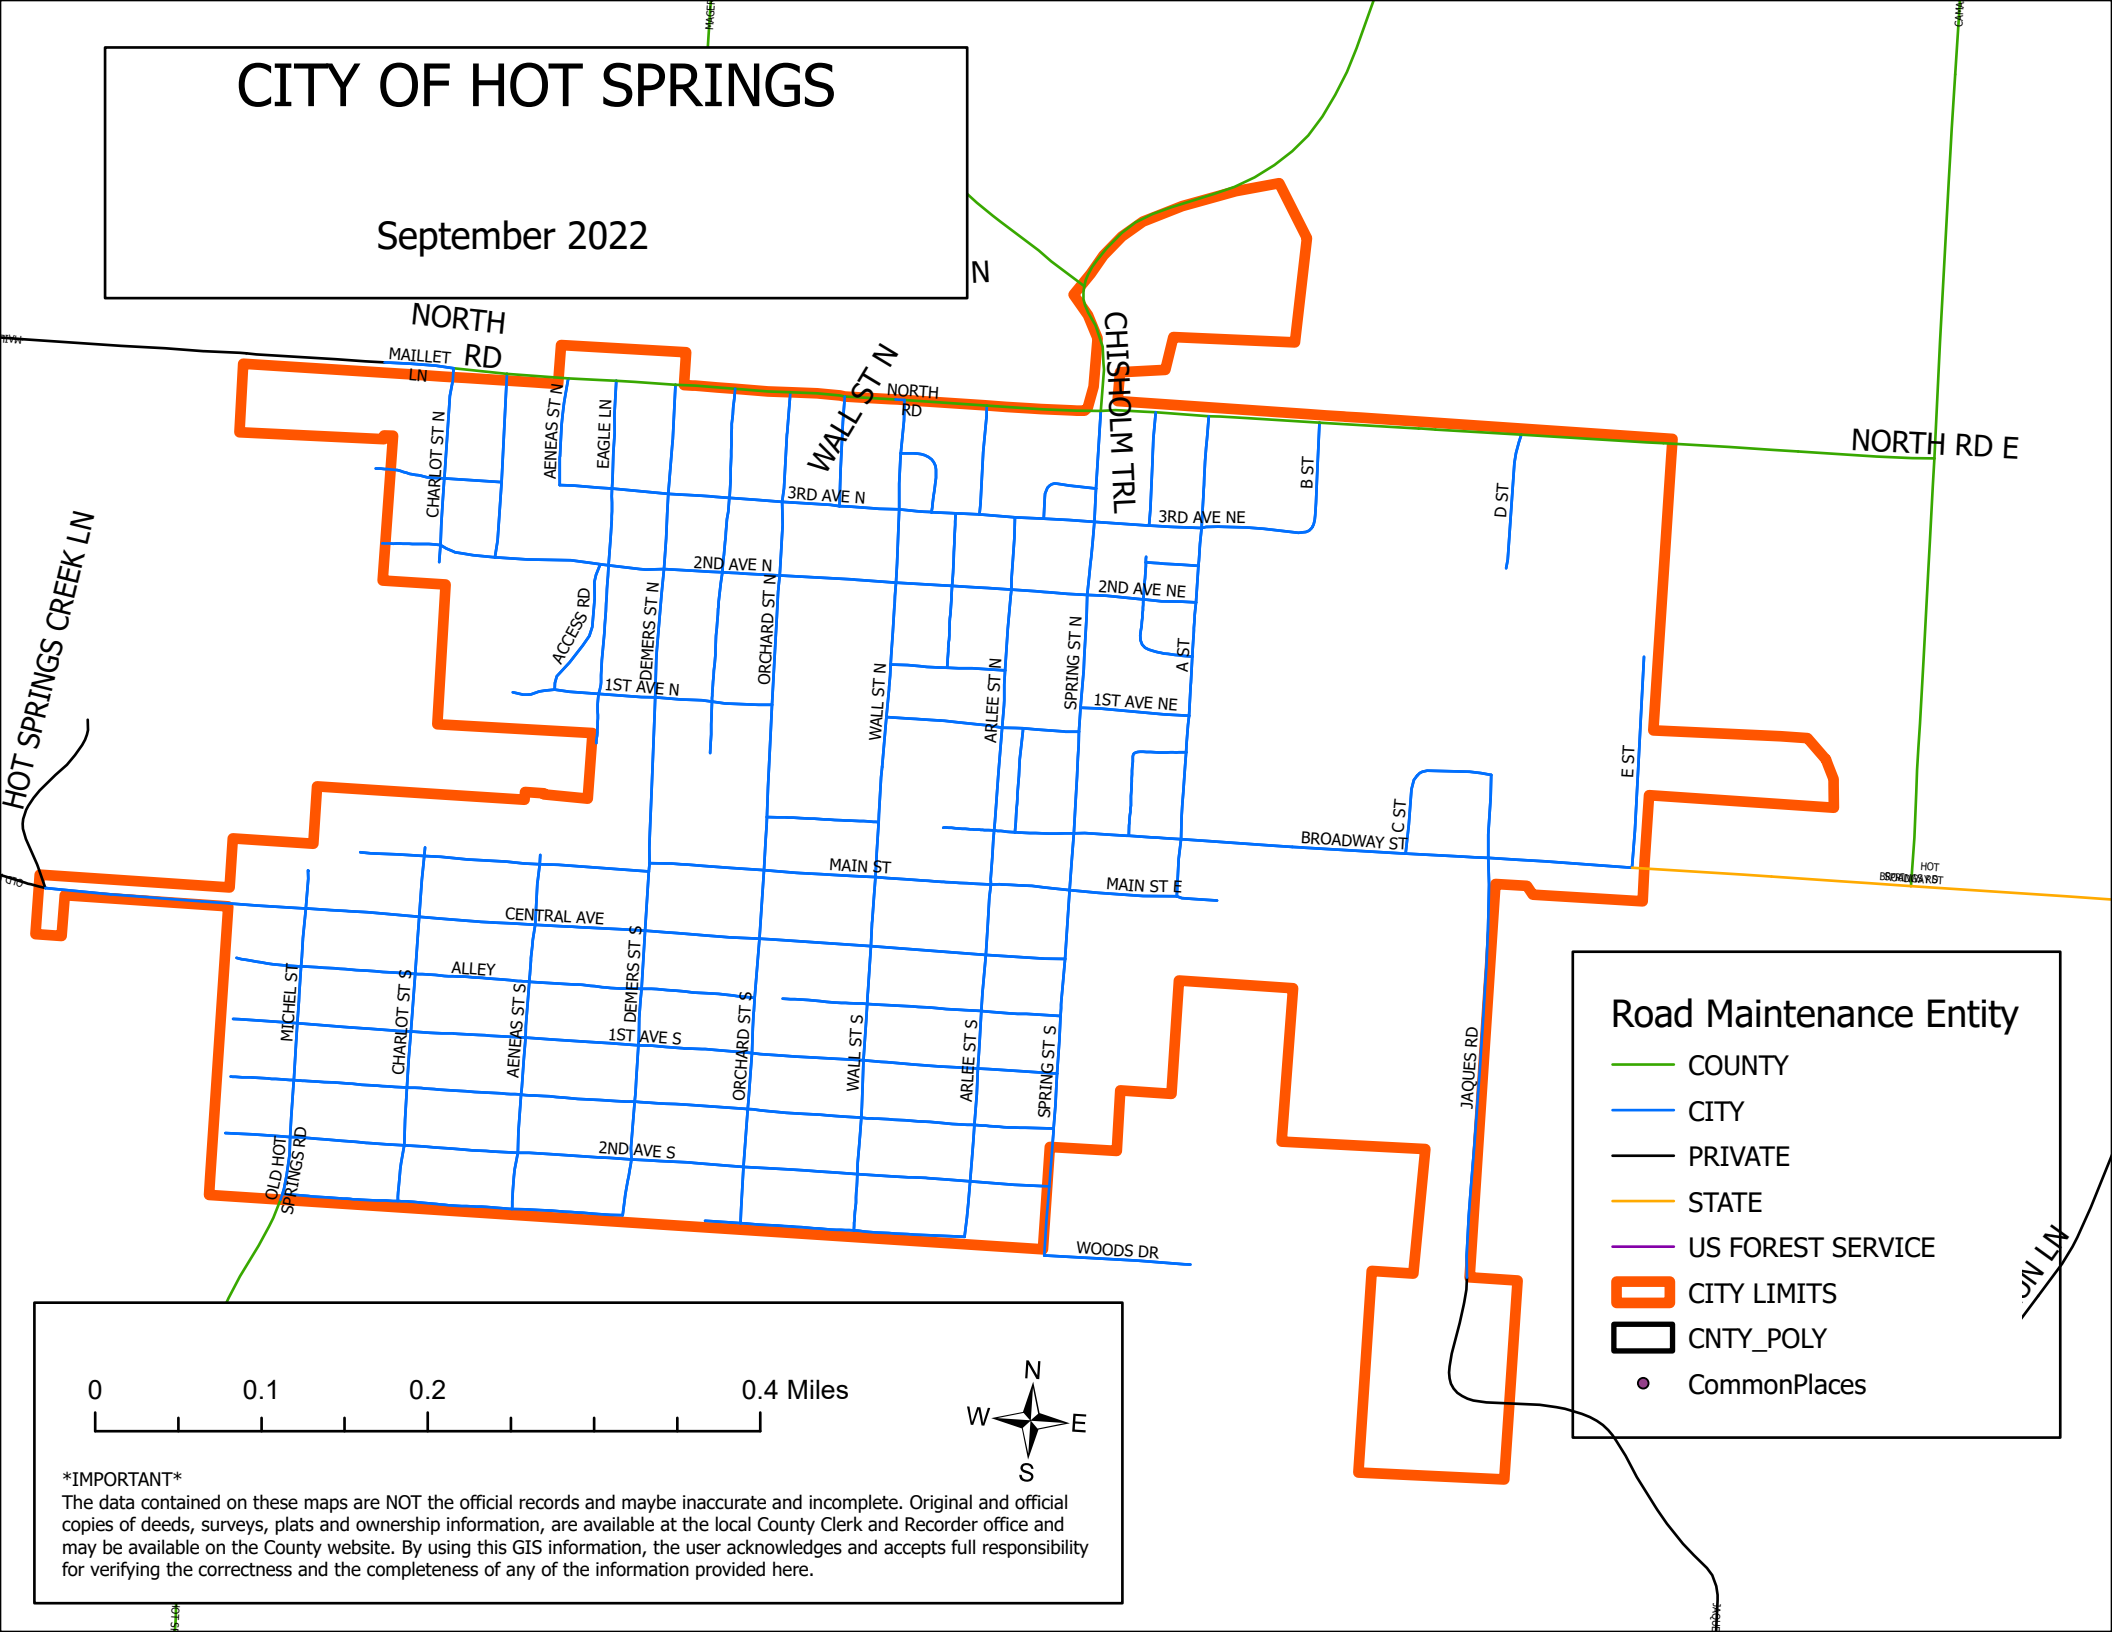 CITY OF HOT SPRINGS
September 2022
N
NORTH
RD
MAILLET
LN
NORTH
RD
WALL ST N
CHISHOLM TRL
NORTH RD E
CHARLOT ST N
AENEAS ST N
EAGLE LN
3RD AVE N
3RD AVE NE
B ST
D ST
HOT SPRINGS CREEK LN
2ND AVE N
2ND AVE NE
ACCESS RD
DEMERS ST N
ORCHARD ST N
1ST AVE N
WALL ST N
ARLEE ST N
SPRING ST N
A ST
1ST AVE NE
E ST
C ST
BROADWAY ST
MAIN ST
MAIN ST E
HOT
SPRINGS RD
BROADWAY ST
OLD
CENTRAL AVE
ALLEY
MICHEL ST
CHARLOT ST S
AENEAS ST S
DEMERS ST S
1ST AVE S
ORCHARD ST S
WALL ST S
ARLEE ST S
SPRING ST S
JAQUES RD
OLD HOT
SPRINGS RD
2ND AVE S
WOODS DR
ON LN
Road Maintenance Entity
COUNTY
CITY
PRIVATE
STATE
US FOREST SERVICE
CITY LIMITS
CNTY_POLY
CommonPlaces
0 0.1 0.2 0.4 Miles
N
W E
S
*IMPORTANT*
The data contained on these maps are NOT the official records and maybe inaccurate and incomplete. Original and official
copies of deeds, surveys, plats and ownership information, are available at the local County Clerk and Recorder office and
may be available on the County website. By using this GIS information, the user acknowledges and accepts full responsibility
for verifying the correctness and the completeness of any of the information provided here.